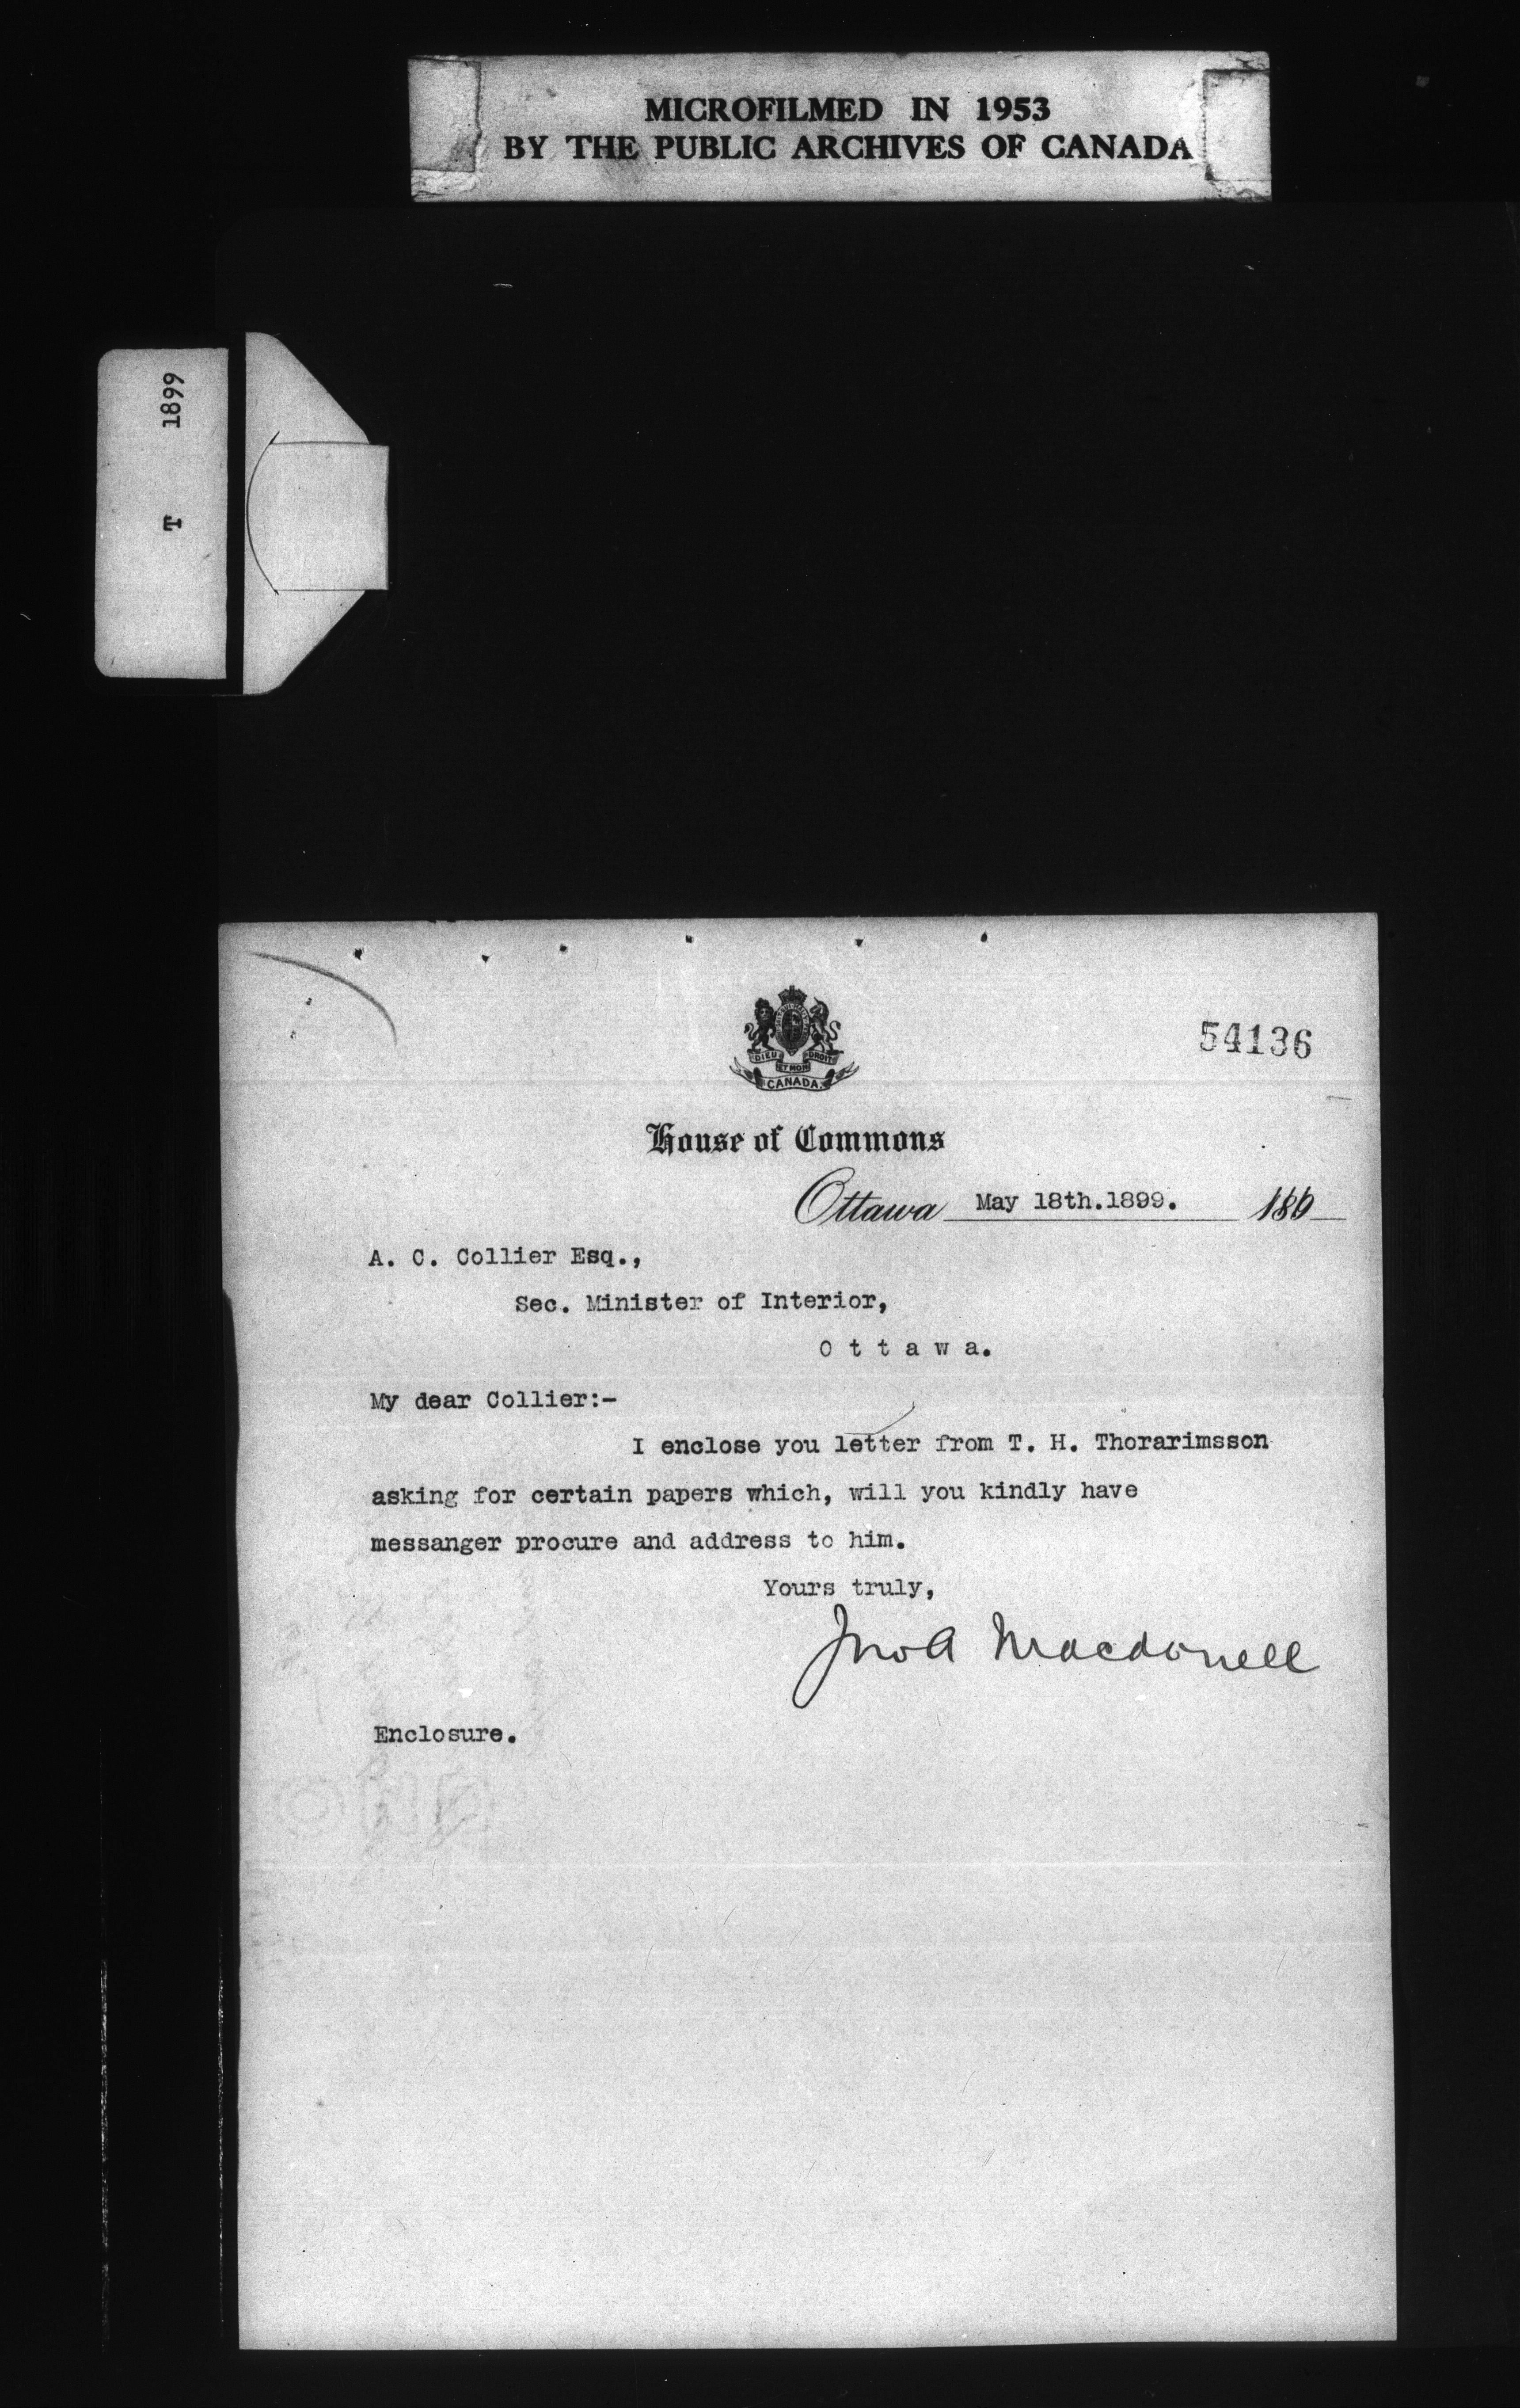 MICROFILMED IN 1953
BY THE PUBLIC ARCHIVES OF CANADA
T 1899
54136
DIEU ET MON DROIT
CANADA
House of Commons
Ottawa May 18th.1899. 189
A. C. Collier Esq.,
Sec. Minister of Interior,
O t t a w a.
My dear Collier:-
I enclose you letter from T. H. Thorarimsson
asking for certain papers which, will you kindly have
messanger procure and address to him.
Yours truly,
Jno A Macdonell
Enclosure.